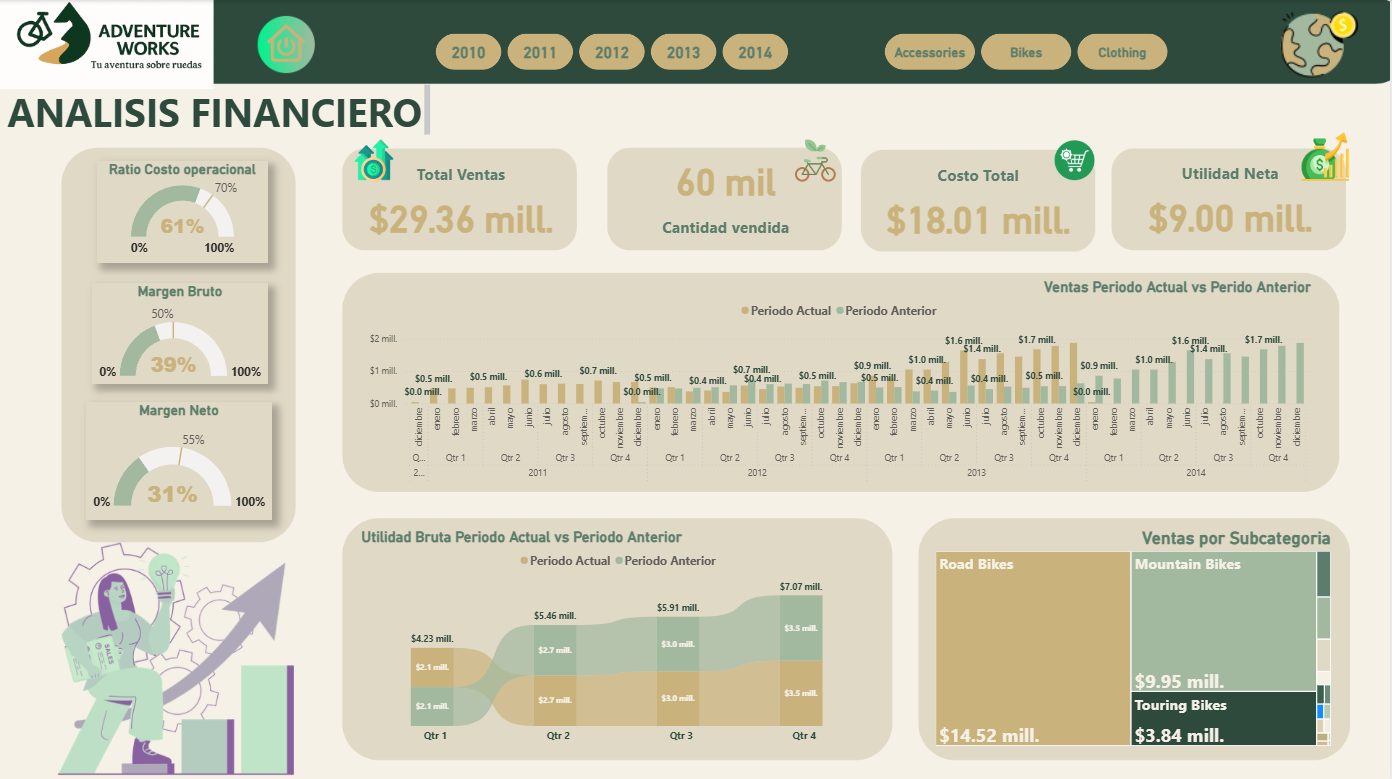 ADVENTURE
WORKS
Tu aventura sobre ruedas
2010
2011
2012
2013
2014
Accessories
Bikes
Clothing
ANALISIS FINANCIERO
Ratio Costo operacional
70%
61%
0%
100%
Margen Bruto
50%
39%
0%
100%
Margen Neto
55%
31%
0%
100%
Total Ventas
$29.36 mill.
60 mil
Cantidad vendida
Costo Total
$18.01 mill.
Utilidad Neta
$9.00 mill.
Ventas Periodo Actual vs Perido Anterior
Periodo Actual
Periodo Anterior
$2 mill.
$1 mill.
$0 mill.
$0.0 mill.
$0.5 mill.
$0.5 mill.
$0.6 mill.
$0.7 mill.
$0.0 mill.
$0.5 mill.
$0.4 mill.
$0.7 mill.
$0.4 mill.
$0.5 mill.
$0.9 mill.
$0.5 mill.
$1.0 mill.
$0.4 mill.
$1.6 mill.
$1.4 mill.
$0.4 mill.
$1.7 mill.
$0.5 mill.
$0.0 mill.
$0.9 mill.
$1.0 mill.
$1.6 mill.
$1.4 mill.
$1.7 mill.
diciembre
enero
febrero
marzo
abril
mayo
junio
julio
agosto
septiem...
octubre
noviembre
diciembre
enero
febrero
marzo
abril
mayo
junio
julio
agosto
septiem...
octubre
noviembre
diciembre
enero
febrero
marzo
abril
mayo
junio
julio
agosto
septiem...
octubre
noviembre
diciembre
enero
febrero
marzo
abril
mayo
junio
julio
agosto
septiem...
octubre
noviembre
diciembre
Q...
Qtr 1
Qtr 2
Qtr 3
Qtr 4
Qtr 1
Qtr 2
Qtr 3
Qtr 4
Qtr 1
Qtr 2
Qtr 3
Qtr 4
Qtr 1
Qtr 2
Qtr 3
Qtr 4
2...
2011
2012
2013
2014
Utilidad Bruta Periodo Actual vs Periodo Anterior
Periodo Actual
Periodo Anterior
$4.23 mill.
$2.1 mill.
$2.1 mill.
$5.46 mill.
$2.7 mill.
$2.7 mill.
$5.91 mill.
$3.0 mill.
$3.0 mill.
$7.07 mill.
$3.5 mill.
$3.5 mill.
Qtr 1
Qtr 2
Qtr 3
Qtr 4
Ventas por Subcategoria
Road Bikes
$14.52 mill.
Mountain Bikes
$9.95 mill.
Touring Bikes
$3.84 mill.
SALES